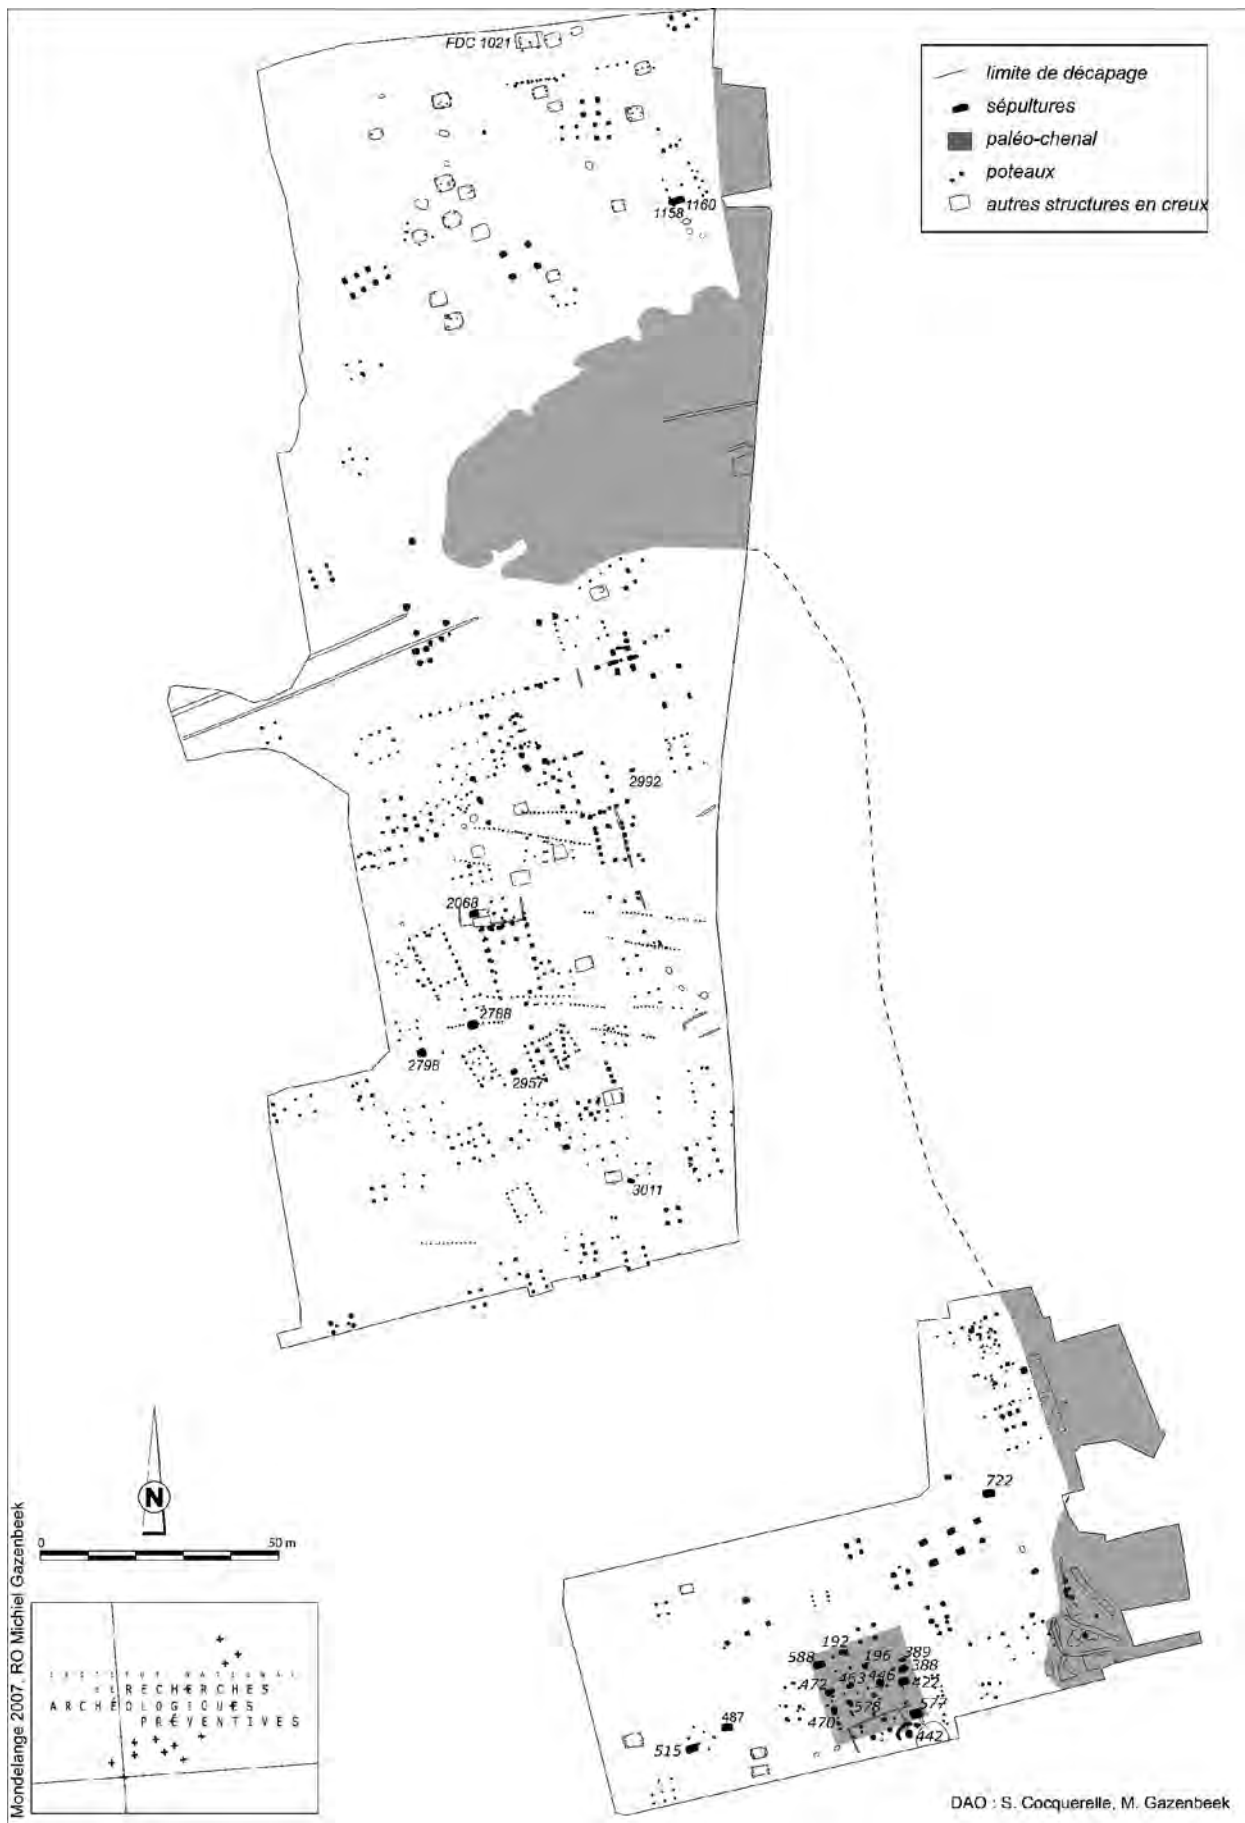 FDC 1021
limite de décapage
sépultures
paléo-chenal
poteaux
autres structures en creux
1158 1160
2992
2068
2788
2798
2957
3011
722
192
588
196
389
388
472
453
446
422
578
577
470
442
487
515
N
0
50 m
INSTITUT NATIONAL
DE RECHERCHES
ARCHÉOLOGIQUES
PRÉVENTIVES
Mondelange 2007. RO Michiel Gazenbeek
DAO : S. Cocquerelle, M. Gazenbeek